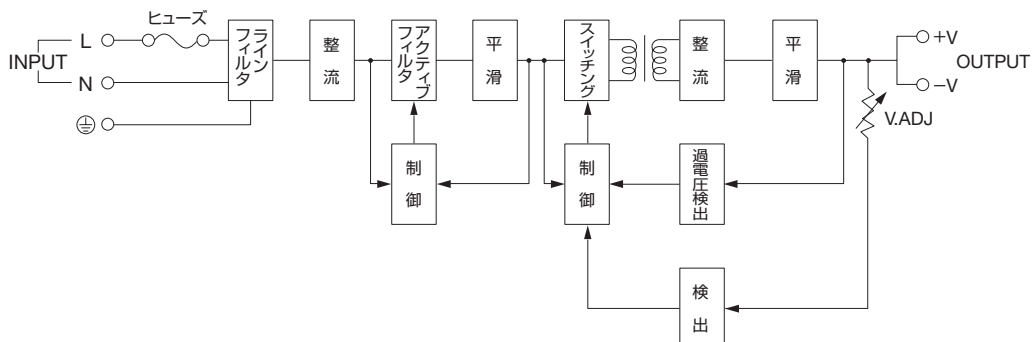 ヒューズ
INPUT
L
N
ラインフィルタ
整流
アクティブフィルタ
平滑
スイッチング
整流
平滑
+V
−V
OUTPUT
V.ADJ
制御
制御
過電圧検出
検出